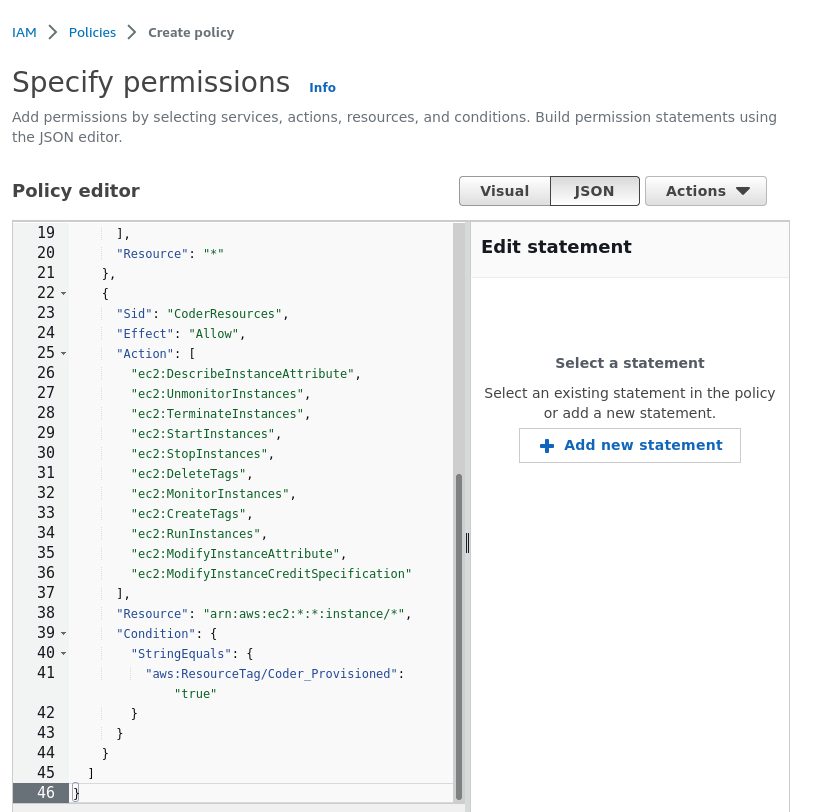 IAM > Policies > Create policy
Specify permissions Info
Add permissions by selecting services, actions, resources, and conditions. Build permission statements using
the JSON editor.
Policy editor
Visual JSON Actions
19 ],
20 "Resource": "*"
21 },
22 {
23 "Sid": "CoderResources",
24 "Effect": "Allow",
25 "Action": [
26 "ec2:DescribeInstanceAttribute",
27 "ec2:UnmonitorInstances",
28 "ec2:TerminateInstances",
29 "ec2:StartInstances",
30 "ec2:StopInstances",
31 "ec2:DeleteTags",
32 "ec2:MonitorInstances",
33 "ec2:CreateTags",
34 "ec2:RunInstances",
35 "ec2:ModifyInstanceAttribute",
36 "ec2:ModifyInstanceCreditSpecification"
37 ],
38 "Resource": "arn:aws:ec2:*:*:instance/*",
39 "Condition": {
40 "StringEquals": {
41 "aws:ResourceTag/Coder_Provisioned":
"true"
42 }
43 }
44 }
45 ]
46 }
Edit statement
Select a statement
Select an existing statement in the policy
or add a new statement.
+ Add new statement